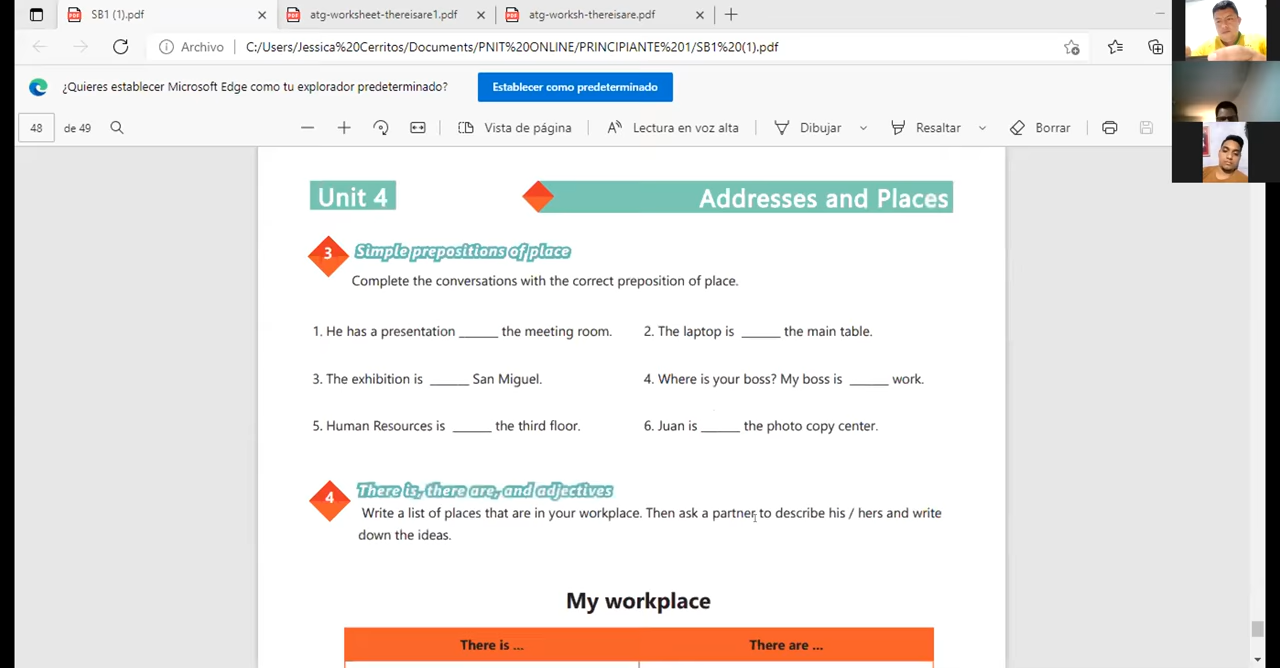 SB1 (1).pdf
atg-worksheet-thereisare1.pdf
atg-worksh-thereisare.pdf
Archivo
C:/Users/Jessica%20Cerritos/Documents/PNIT%20ONLINE/PRINCIPIANTE%201/SB1%20(1).pdf
¿Quieres establecer Microsoft Edge como tu explorador predeterminado?
Establecer como predeterminado
48 de 49
Vista de página
Lectura en voz alta
Dibujar
Resaltar
Borrar
Unit 4
Addresses and Places
3 Simple prepositions of place
Complete the conversations with the correct preposition of place.
1. He has a presentation ______ the meeting room.
2. The laptop is ______ the main table.
3. The exhibition is ______ San Miguel.
4. Where is your boss? My boss is ______ work.
5. Human Resources is ______ the third floor.
6. Juan is ______ the photo copy center.
4 There is, there are, and adjectives
Write a list of places that are in your workplace. Then ask a partner to describe his / hers and write
down the ideas.
My workplace
There is ...
There are ...